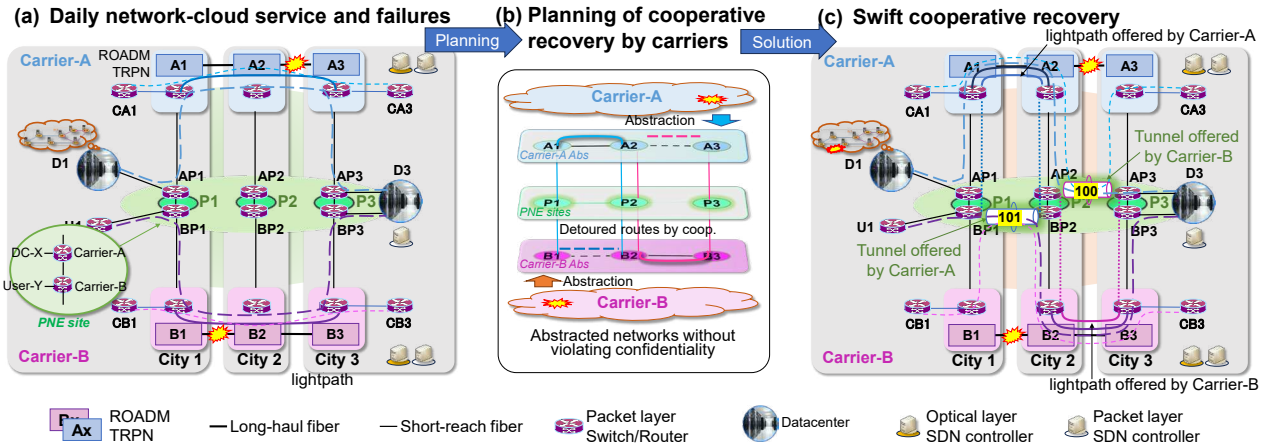 (a) Daily network-cloud service and failures
Carrier-A
ROADM
TRPN
A1
A2
A3
CA1
CA3
D1
AP1
AP2
AP3
D3
P1
P2
P3
U1
BP1
BP2
BP3
DC-X
Carrier-A
User-Y
Carrier-B
PNE site
CB1
CB3
B1
B2
B3
Carrier-B
City 1
City 2
City 3
lightpath
Planning
(b) Planning of cooperative
recovery by carriers
Carrier-A
Abstraction
A1
A2
A3
Carrier-A Abs
P1
P2
P3
PNE sites
Detoured routes by coop.
B1
B2
B3
Carrier-B Abs
Abstraction
Carrier-B
Abstracted networks without
violating confidentiality
Solution
(c) Swift cooperative recovery
lightpath offered by Carrier-A
Carrier-A
ROADM
TRPN
A1
A2
A3
CA1
CA3
Tunnel offered
by Carrier-B
D1
AP1
AP2
AP3
D3
100
P1
P2
P3
101
U1
BP1
BP2
BP3
Tunnel offered
by Carrier-A
CB1
CB3
B1
B2
B3
Carrier-B
City 1
City 2
City 3
lightpath offered by Carrier-B
Bx
Ax
ROADM
TRPN
Long-haul fiber
Short-reach fiber
Packet layer
Switch/Router
Datacenter
Optical layer
SDN controller
Packet layer
SDN controller